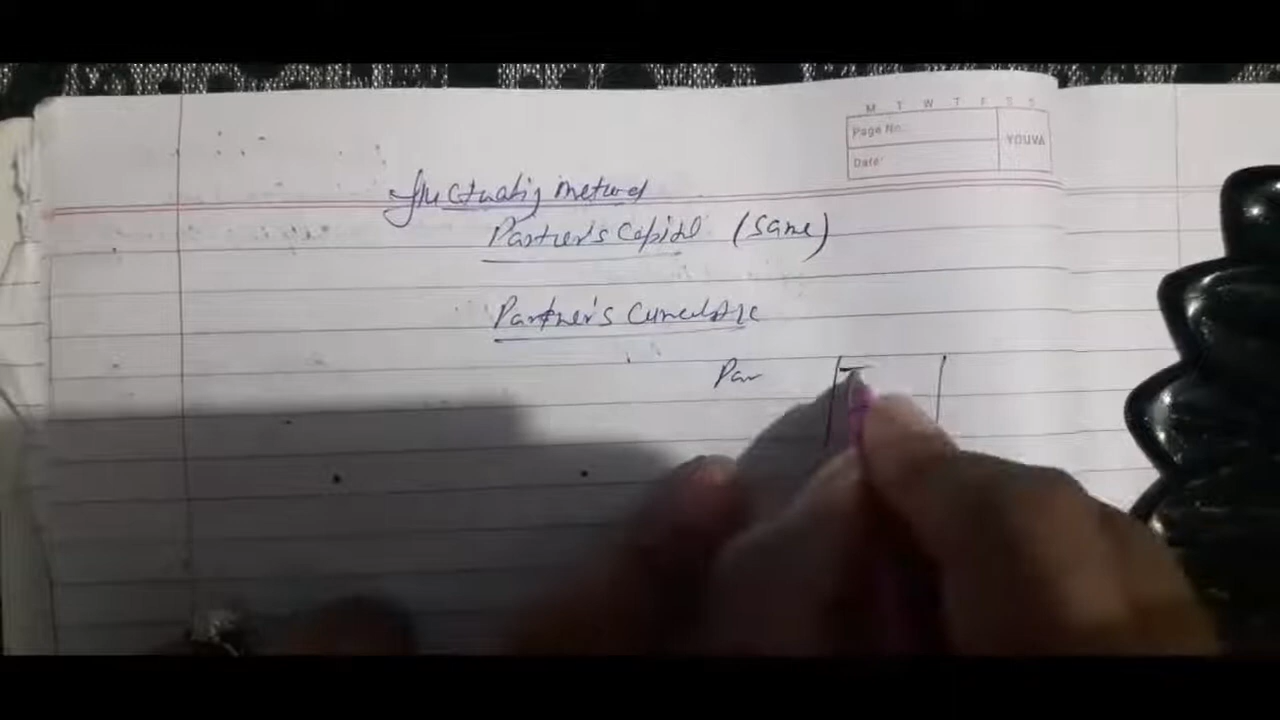 M T W T F S S
Page No.:
YOUVA
Date:
fluctuating method
Partner's Capital (same)
Partner's Current A/c
Par